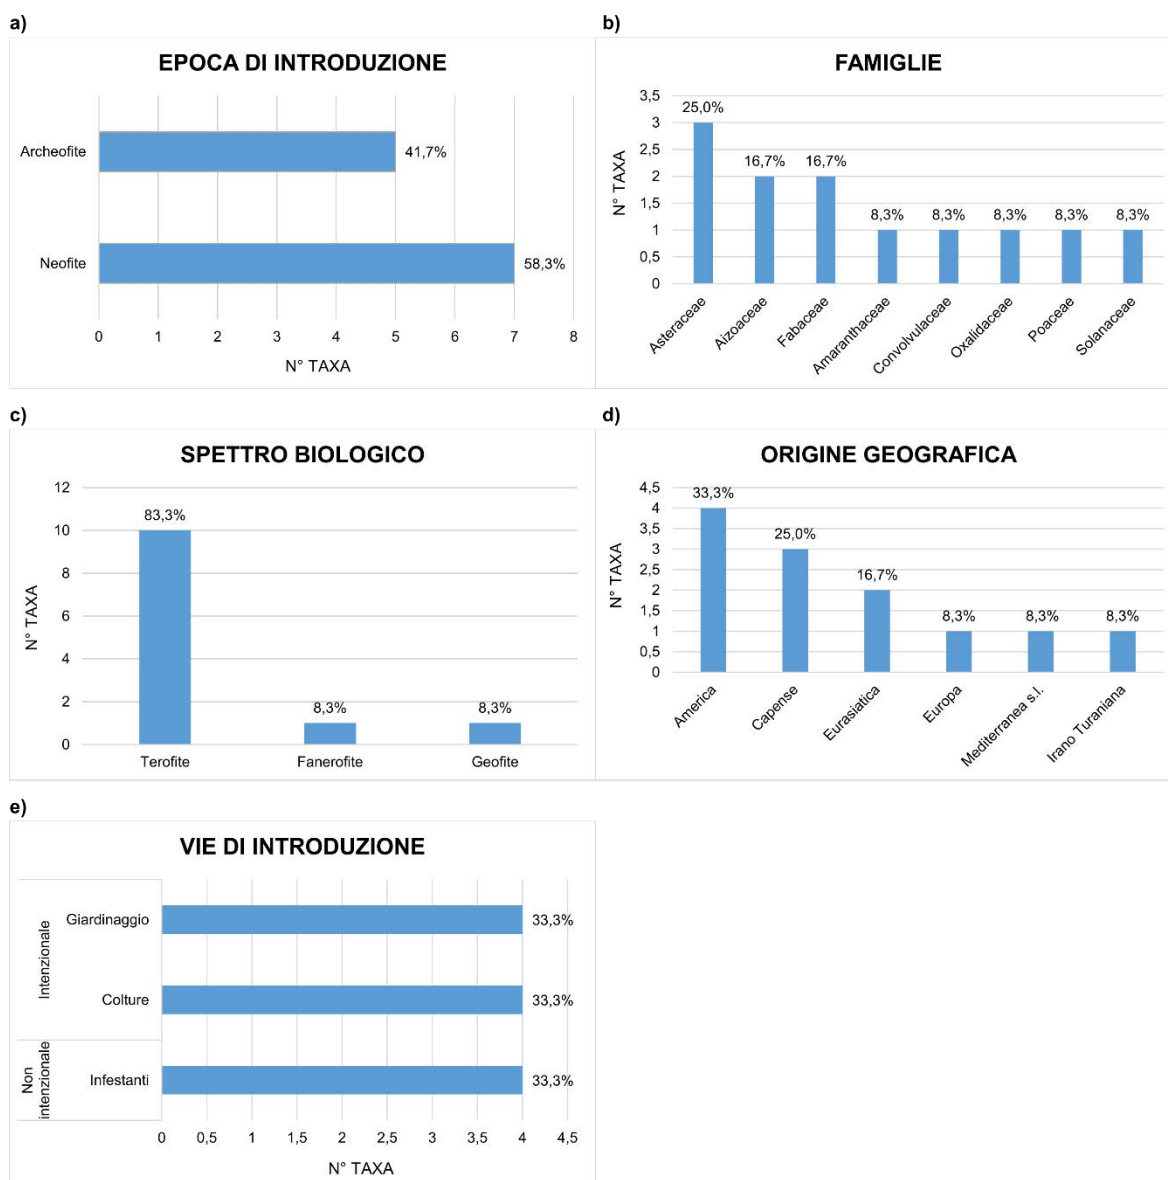 a)
EPOCA DI INTRODUZIONE
Archeofite
41,7%
Neofite
58,3%
0 1 2 3 4 5 6 7 8
N° TAXA
b)
FAMIGLIE
N° TAXA
3,5
3
2,5
2
1,5
1
0,5
0
25,0%
16,7%
16,7%
8,3%
8,3%
8,3%
8,3%
8,3%
Asteraceae
Aizoaceae
Fabaceae
Amaranthaceae
Convolvulaceae
Oxalidaceae
Poaceae
Solanaceae
c)
SPETTRO BIOLOGICO
N° TAXA
12
10
8
6
4
2
0
83,3%
8,3%
8,3%
Terofite
Fanerofite
Geofite
d)
ORIGINE GEOGRAFICA
N° TAXA
4,5
4
3,5
3
2,5
2
1,5
1
0,5
0
33,3%
25,0%
16,7%
8,3%
8,3%
8,3%
America
Capense
Eurasiatica
Europa
Mediterranea s.l.
Irano Turaniana
e)
VIE DI INTRODUZIONE
Intenzionale
Giardinaggio
33,3%
Colture
33,3%
Non
intenzionale
Infestanti
33,3%
0 0,5 1 1,5 2 2,5 3 3,5 4 4,5
N° TAXA